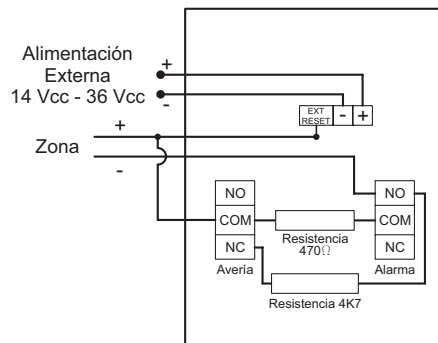 Alimentación
Externa
14 Vcc - 36 Vcc
+
-
EXT
RESET
-
+
Zona
+
-
NO
COM
NC
Avería
Resistencia
470Ω
NO
COM
NC
Alarma
Resistencia 4K7